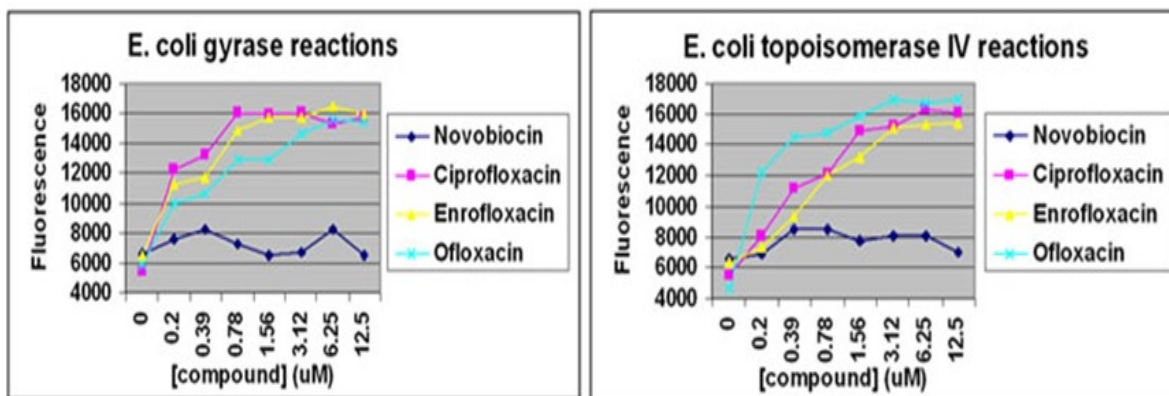 E. coli gyrase reactions
18000
16000
14000
12000
10000
8000
6000
4000
Fluorescence
0
0.2
0.39
0.78
1.56
3.12
6.25
12.5
[compound] (uM)
Novobiocin
Ciprofloxacin
Enrofloxacin
Ofloxacin
E. coli topoisomerase IV reactions
18000
16000
14000
12000
10000
8000
6000
4000
Fluorescence
0
0.2
0.39
0.78
1.56
3.12
6.25
12.5
[compound] (uM)
Novobiocin
Ciprofloxacin
Enrofloxacin
Ofloxacin